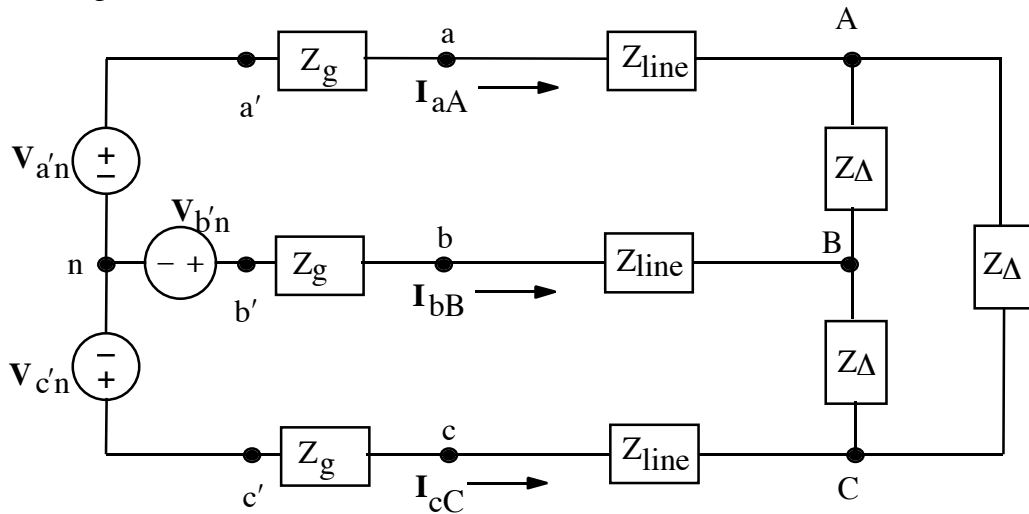 A
a
Z_g
Z_line
a′
I_aA
V_a′n
+
−
Z_Δ
V_b′n
n
− +
b
B
Z_g
Z_line
Z_Δ
b′
I_bB
V_c′n
−
+
Z_Δ
c
Z_g
Z_line
c′
I_cC
C